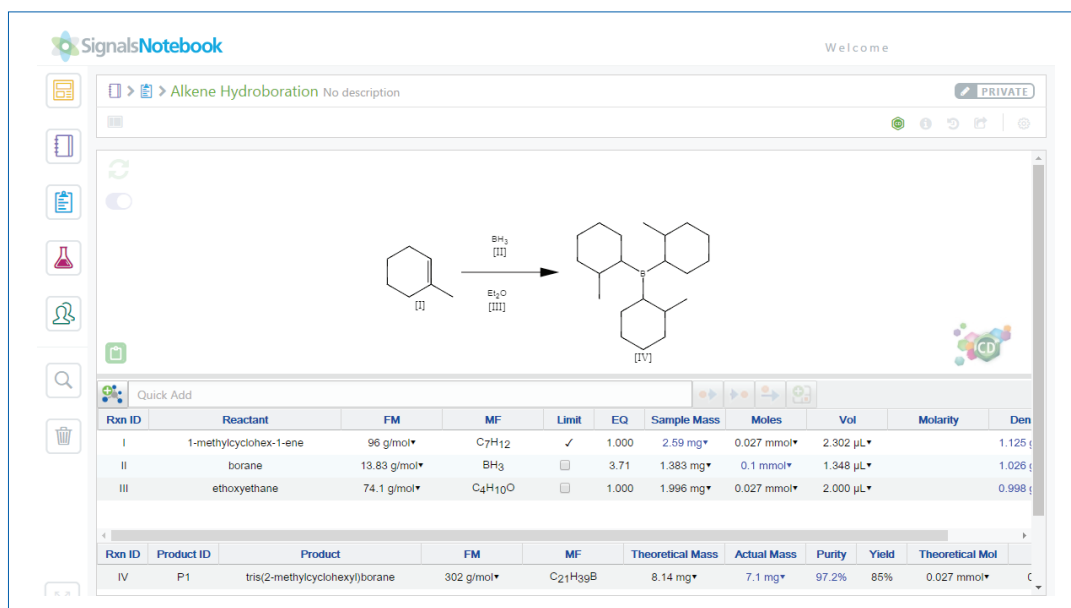 SignalsNotebook
Welcome
Alkene Hydroboration No description
PRIVATE
BH3
[II]
Et2O
[III]
[I]
B
[IV]
ICD
Quick Add
Rxn ID Reactant FM MF Limit EQ Sample Mass Moles Vol Molarity Den
I 1-methylcyclohex-1-ene 96 g/mol C7H12 ✓ 1.000 2.59 mg 0.027 mmol 2.302 µL 1.125 g
II borane 13.83 g/mol BH3 3.71 1.383 mg 0.1 mmol 1.348 µL 1.026 g
III ethoxyethane 74.1 g/mol C4H10O 1.000 1.996 mg 0.027 mmol 2.000 µL 0.998 g
Rxn ID Product ID Product FM MF Theoretical Mass Actual Mass Purity Yield Theoretical Mol
IV P1 tris(2-methylcyclohexyl)borane 302 g/mol C21H39B 8.14 mg 7.1 mg 97.2% 85% 0.027 mmol